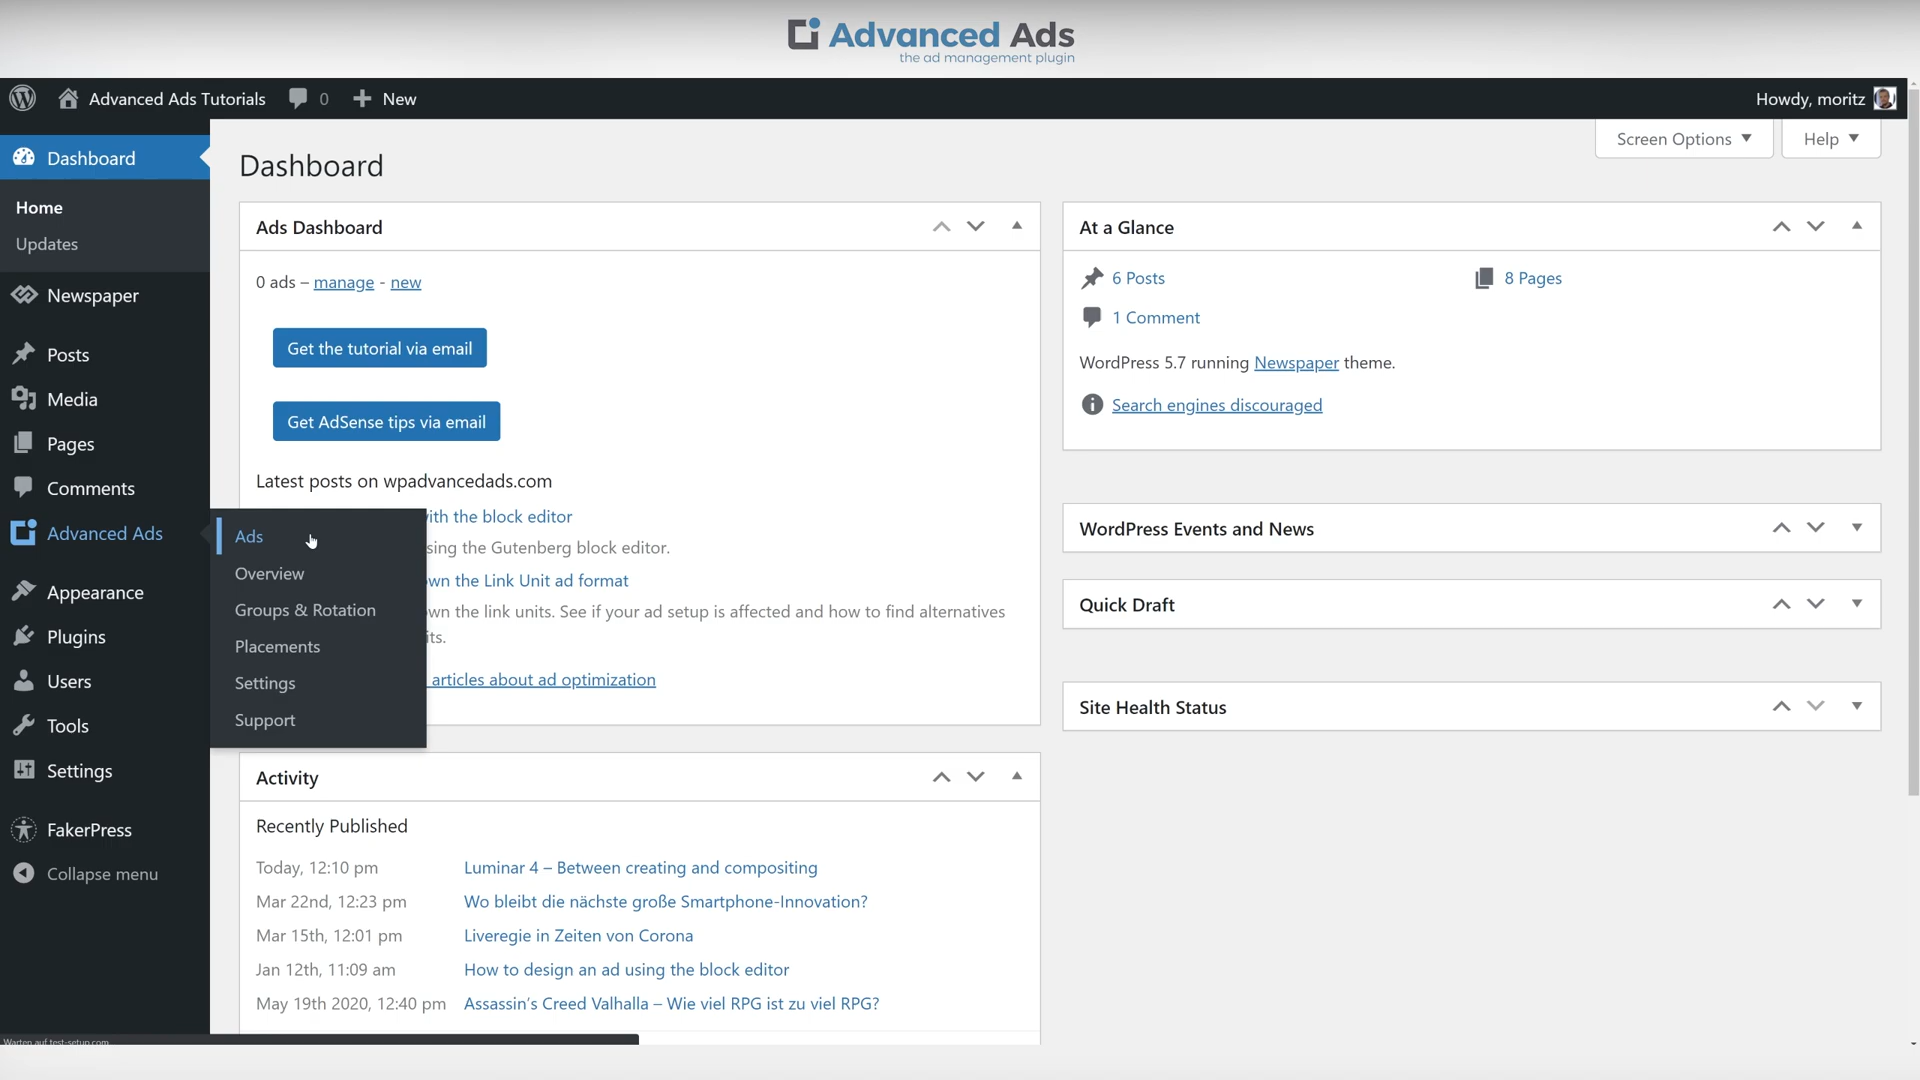 Advanced Ads
the ad management plugin
Advanced Ads Tutorials
0
New
Howdy, moritz
Dashboard
Home
Updates
Newspaper
Posts
Media
Pages
Comments
Advanced Ads
Appearance
Plugins
Users
Tools
Settings
FakerPress
Collapse menu
Ads
Overview
Groups & Rotation
Placements
Settings
Support
Screen Options
Help
Dashboard
Ads Dashboard
0 ads – manage - new
Get the tutorial via email
Get AdSense tips via email
Latest posts on wpadvancedads.com
with the block editor
sing the Gutenberg block editor.
own the Link Unit ad format
own the link units. See if your ad setup is affected and how to find alternatives
its.
articles about ad optimization
Activity
Recently Published
Today, 12:10 pm Luminar 4 – Between creating and compositing
Mar 22nd, 12:23 pm Wo bleibt die nächste große Smartphone-Innovation?
Mar 15th, 12:01 pm Liveregie in Zeiten von Corona
Jan 12th, 11:09 am How to design an ad using the block editor
May 19th 2020, 12:40 pm Assassin's Creed Valhalla – Wie viel RPG ist zu viel RPG?
At a Glance
6 Posts
8 Pages
1 Comment
WordPress 5.7 running Newspaper theme.
Search engines discouraged
WordPress Events and News
Quick Draft
Site Health Status
Warten auf test-setup.com